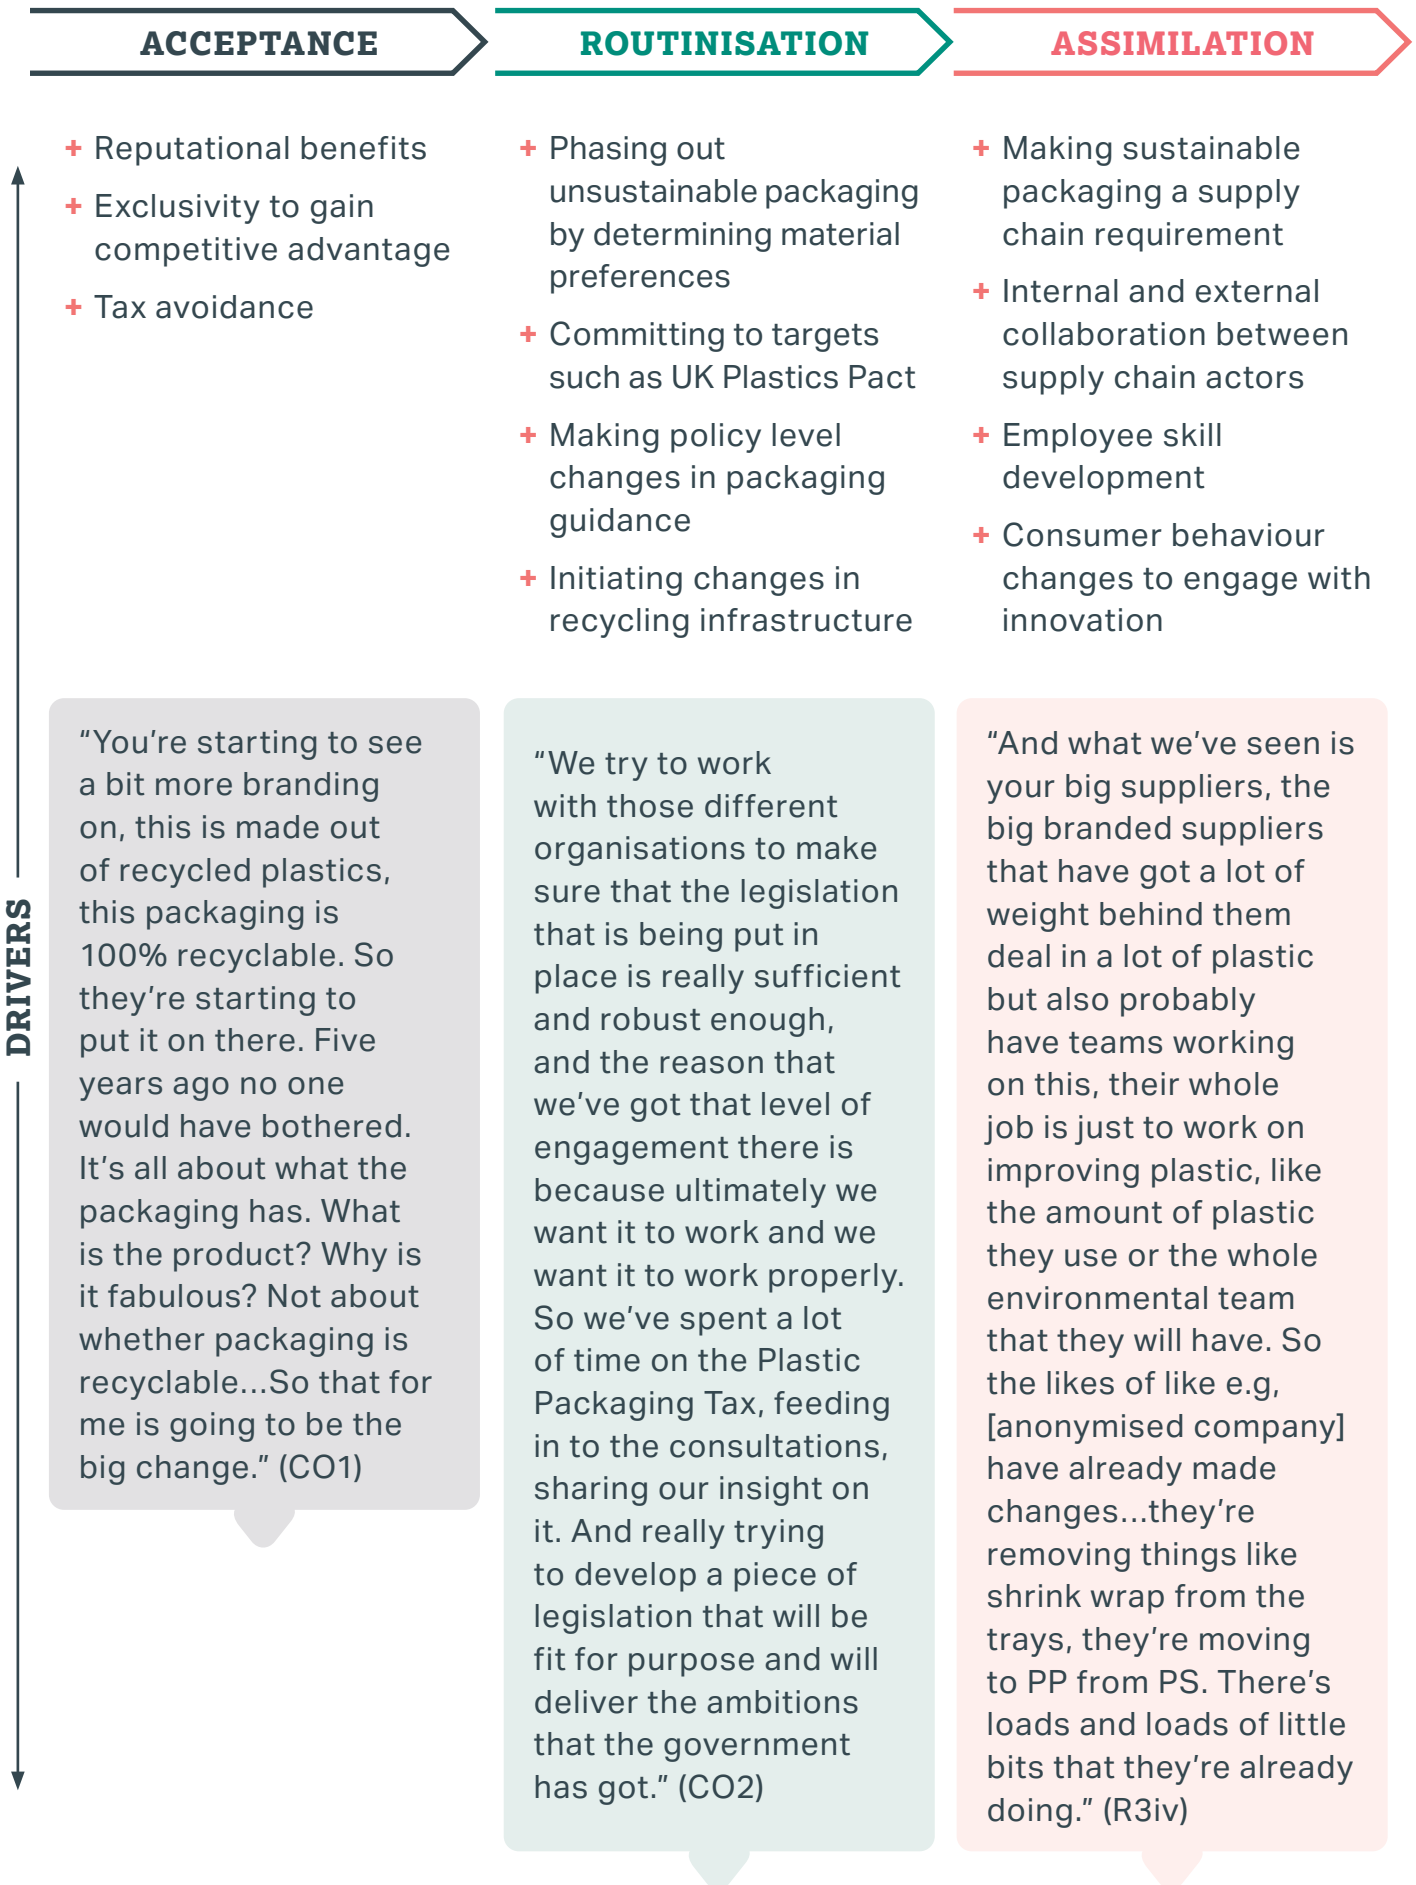 ACCEPTANCE
ROUTINISATION
ASSIMILATION
DRIVERS
+ Reputational benefits
+ Exclusivity to gain
competitive advantage
+ Tax avoidance
+ Phasing out
unsustainable packaging
by determining material
preferences
+ Committing to targets
such as UK Plastics Pact
+ Making policy level
changes in packaging
guidance
+ Initiating changes in
recycling infrastructure
+ Making sustainable
packaging a supply
chain requirement
+ Internal and external
collaboration between
supply chain actors
+ Employee skill
development
+ Consumer behaviour
changes to engage with
innovation
“You’re starting to see
a bit more branding
on, this is made out
of recycled plastics,
this packaging is
100% recyclable. So
they’re starting to
put it on there. Five
years ago no one
would have bothered.
It’s all about what the
packaging has. What
is the product? Why is
it fabulous? Not about
whether packaging is
recyclable...So that for
me is going to be the
big change.” (CO1)
“We try to work
with those different
organisations to make
sure that the legislation
that is being put in
place is really sufficient
and robust enough,
and the reason that
we’ve got that level of
engagement there is
because ultimately we
want it to work and we
want it to work properly.
So we’ve spent a lot
of time on the Plastic
Packaging Tax, feeding
in to the consultations,
sharing our insight on
it. And really trying
to develop a piece of
legislation that will be
fit for purpose and will
deliver the ambitions
that the government
has got.” (CO2)
“And what we’ve seen is
your big suppliers, the
big branded suppliers
that have got a lot of
weight behind them
deal in a lot of plastic
but also probably
have teams working
on this, their whole
job is just to work on
improving plastic, like
the amount of plastic
they use or the whole
environmental team
that they will have. So
the likes of like e.g,
[anonymised company]
have already made
changes...they’re
removing things like
shrink wrap from the
trays, they’re moving
to PP from PS. There’s
loads and loads of little
bits that they’re already
doing.” (R3iv)